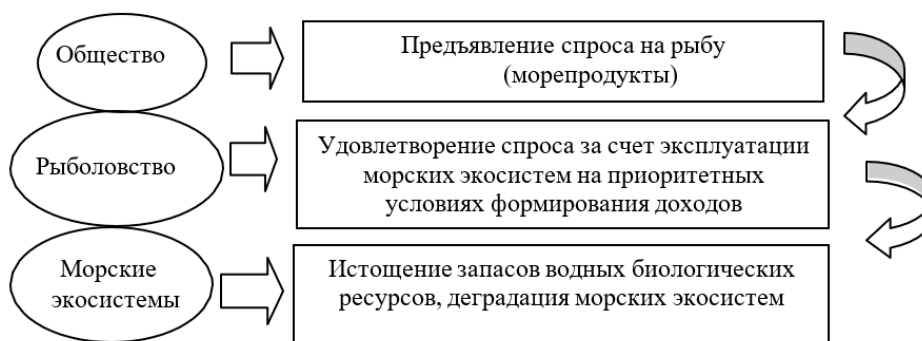 Общество
Предъявление спроса на рыбу
(морепродукты)
Рыболовство
Удовлетворение спроса за счет эксплуатации
морских экосистем на приоритетных
условиях формирования доходов
Морские
экосистемы
Истощение запасов водных биологических
ресурсов, деградация морских экосистем